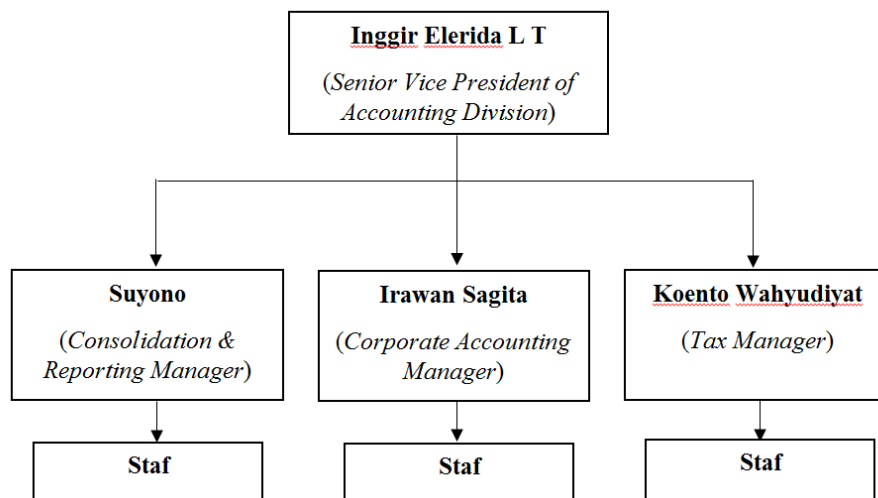 Inggir Elerida L T
(Senior Vice President of
Accounting Division)
Suyono
(Consolidation &
Reporting Manager)
Irawan Sagita
(Corporate Accounting
Manager)
Koento Wahyudiyat
(Tax Manager)
Staf
Staf
Staf